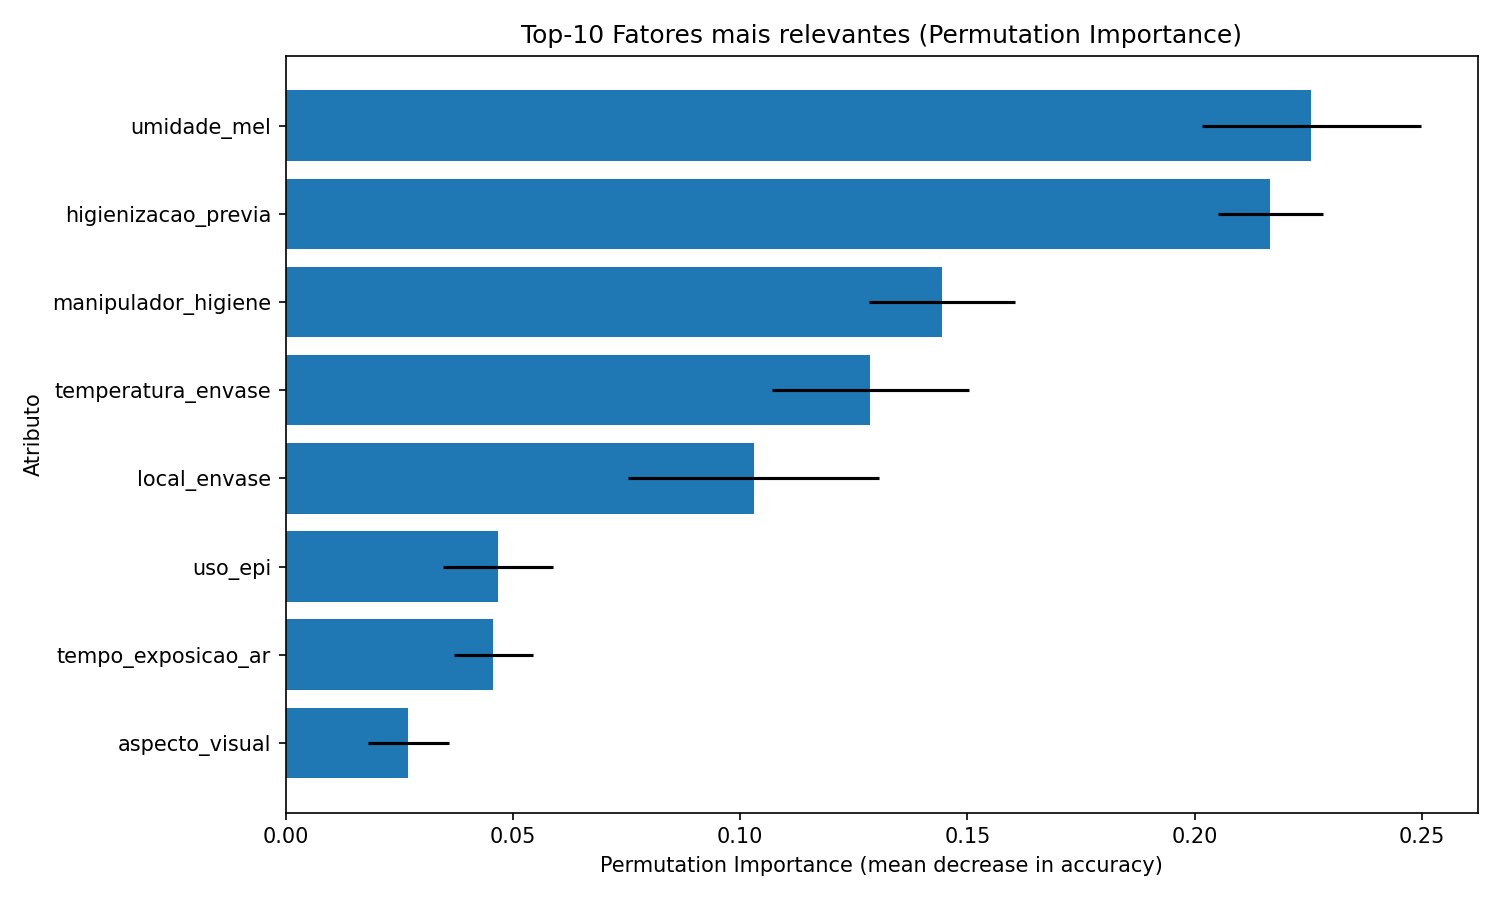 Top-10 Fatores mais relevantes (Permutation Importance)
umidade_mel
higienizacao_previa
manipulador_higiene
temperatura_envase
local_envase
uso_epi
tempo_exposicao_ar
aspecto_visual
Atributo
0.00 0.05 0.10 0.15 0.20 0.25
Permutation Importance (mean decrease in accuracy)